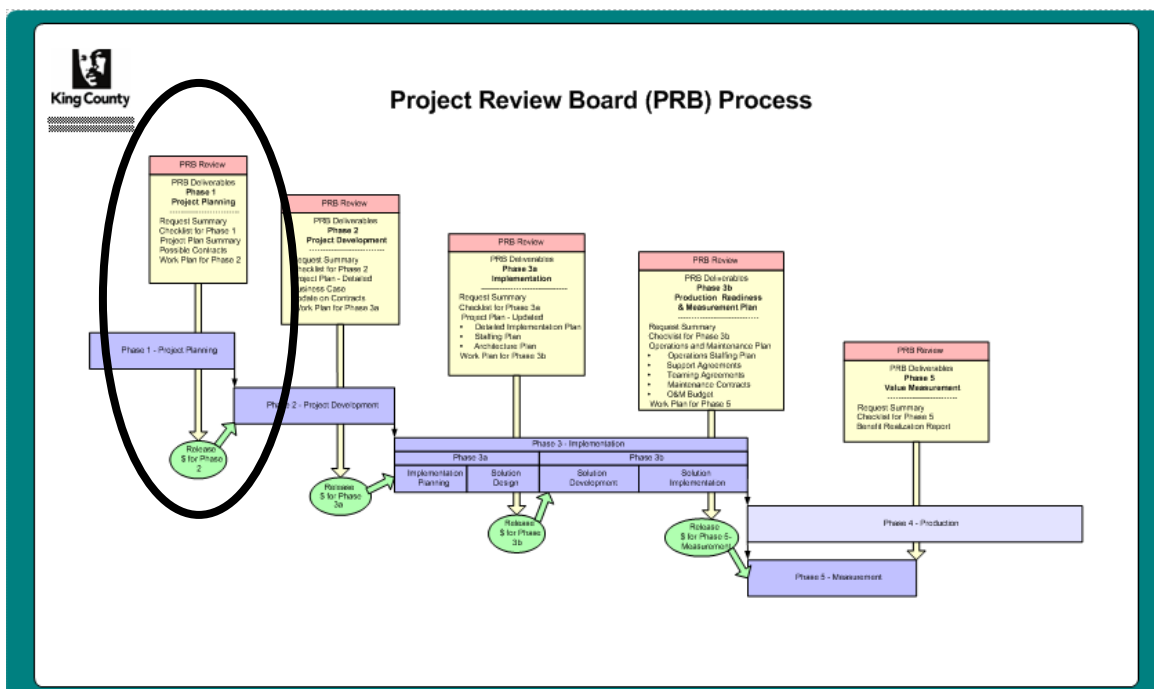 King County
Project Review Board (PRB) Process
PRB Review
PRB Deliverables
Phase 1
Project Planning
Request Summary
Checklist for Phase 1
Project Plan Summary
Possible Contracts
Work Plan for Phase 2
PRB Review
PRB Deliverables
Phase 2
Project Development
equest Summary
hecklist for Phase 2
roject Plan - Detailed
usiness Case
pdate on Contracts
ork Plan for Phase 3a
PRB Review
PRB Deliverables
Phase 3a
Implementation
Request Summary
Checklist for Phase 3a
Project Plan - Updated
• Detailed Implementation Plan
• Staffing Plan
• Architecture Plan
Work Plan for Phase 3b
PRB Review
PRB Deliverables
Phase 3b
Production Readiness
& Measurement Plan
Request Summary
Checklist for Phase 3b
Operations and Maintenance Plan
• Operations Staffing Plan
• Support Agreements
• Teaming Agreements
• Maintenance Contracts
• O&M Budget
Work Plan for Phase 5
PRB Review
PRB Deliverables
Phase 5
Value Measurement
Request Summary
Checklist for Phase 5
Benefit Realization Report
Phase 1 - Project Planning
Phase 2 - Project Development
Phase 3 - Implementation
Phase 3a
Phase 3b
Implementation
Planning
Solution
Design
Solution
Development
Solution
Implementation
Release
$ for Phase
2
Release
$ for Phase
3a
Release
$ for Phase
3b
Release
$ for Phase 5-
Measurement
Phase 4 - Production
Phase 5 - Measurement